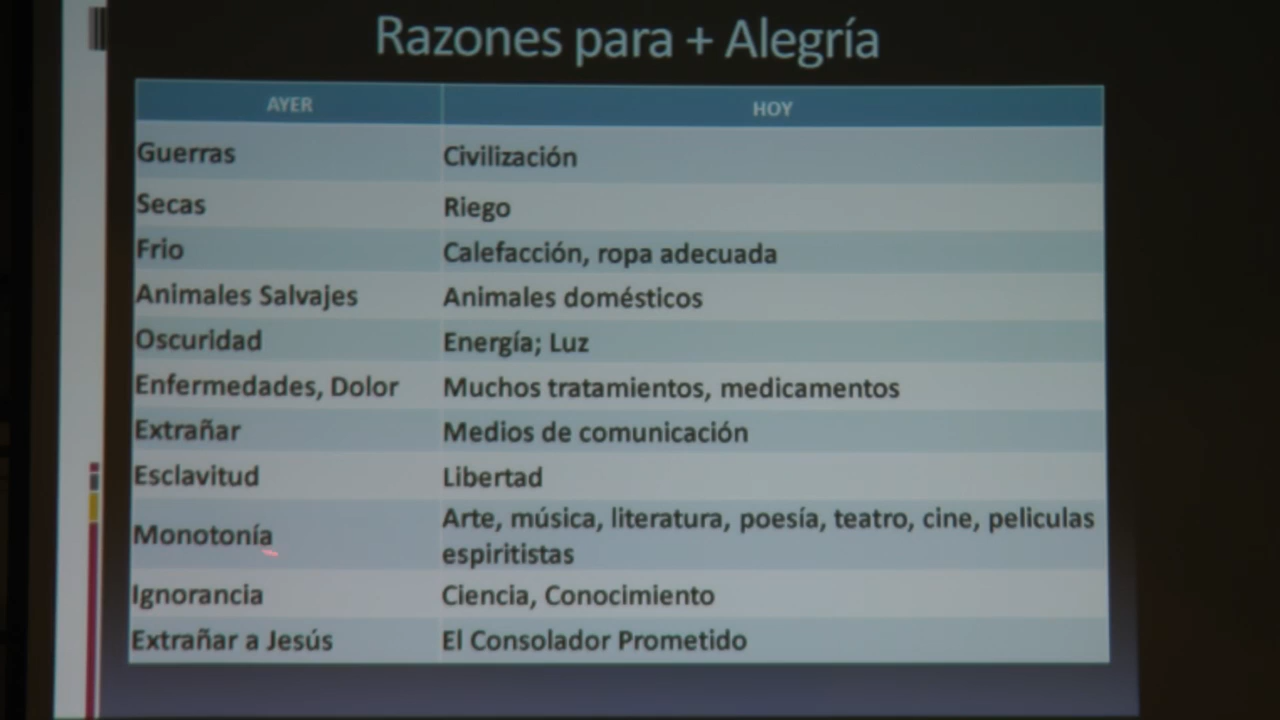 Razones para + Alegría
AYER HOY
Guerras Civilización
Secas Riego
Frio Calefacción, ropa adecuada
Animales Salvajes Animales domésticos
Oscuridad Energía; Luz
Enfermedades, Dolor Muchos tratamientos, medicamentos
Extrañar Medios de comunicación
Esclavitud Libertad
Monotonía Arte, música, literatura, poesía, teatro, cine, peliculas
espiritistas
Ignorancia Ciencia, Conocimiento
Extrañar a Jesús El Consolador Prometido